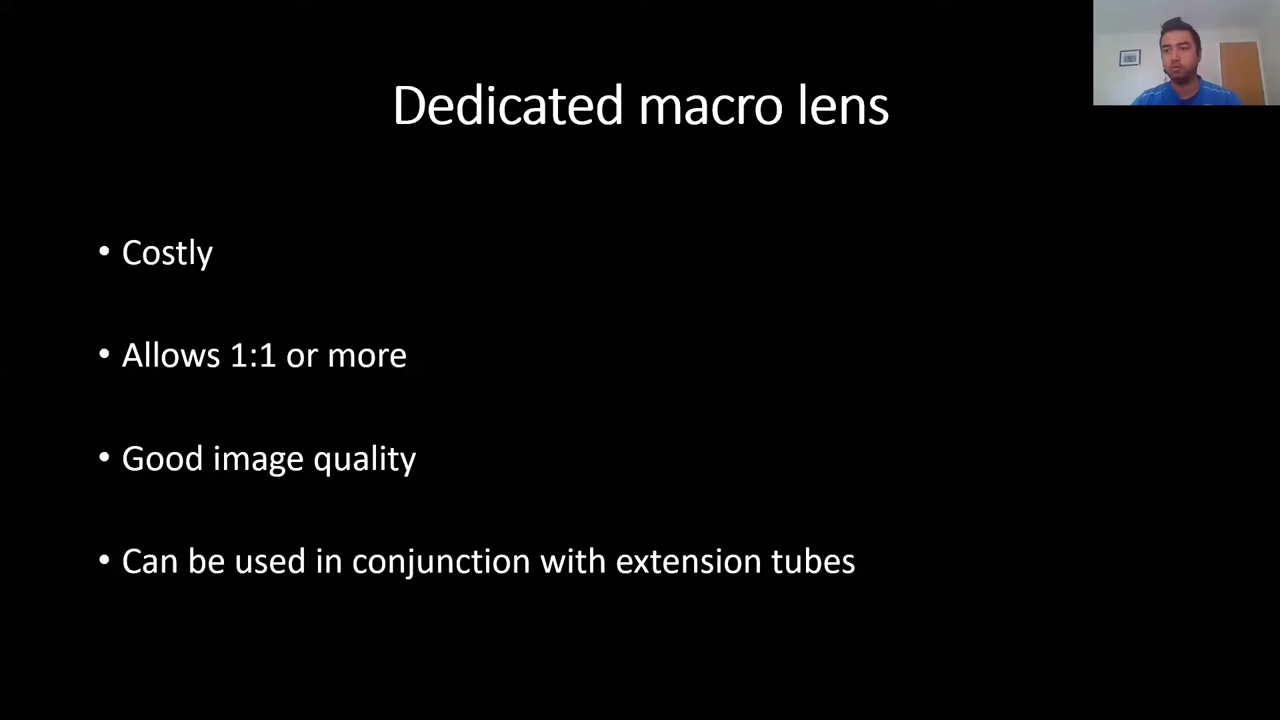 Dedicated macro lens
• Costly
• Allows 1:1 or more
• Good image quality
• Can be used in conjunction with extension tubes